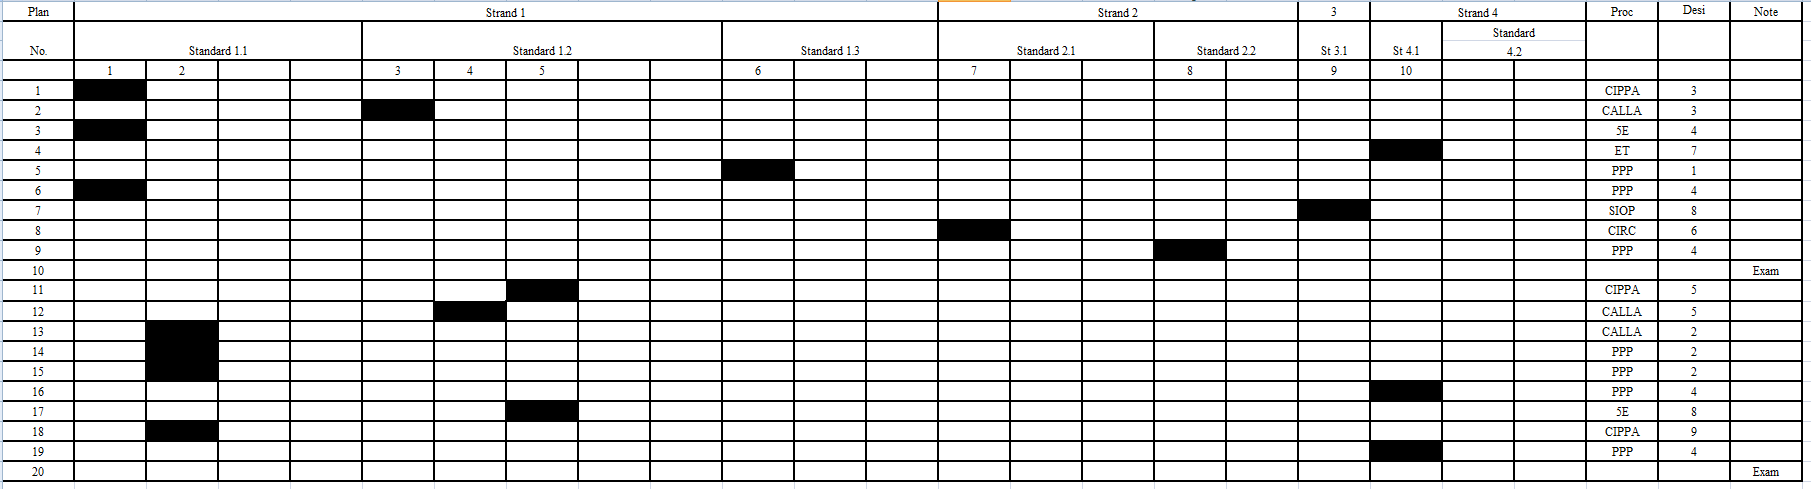 Plan Strand 1 Strand 2 3 Strand 4 Proc Desi Note
Standard
No. Standard 1.1 Standard 1.2 Standard 1.3 Standard 2.1 Standard 2.2 St 3.1 St 4.1 4.2
1 2 3 4 5 6 7 8 9 10
1 CIPPA 3
2 CALLA 3
3 5E 4
4 ET 7
5 PPP 1
6 PPP 4
7 SIOP 8
8 CIRC 6
9 PPP 4
10 Exam
11 CIPPA 5
12 CALLA 5
13 CALLA 2
14 PPP 2
15 PPP 2
16 PPP 4
17 5E 8
18 CIPPA 9
19 PPP 4
20 Exam